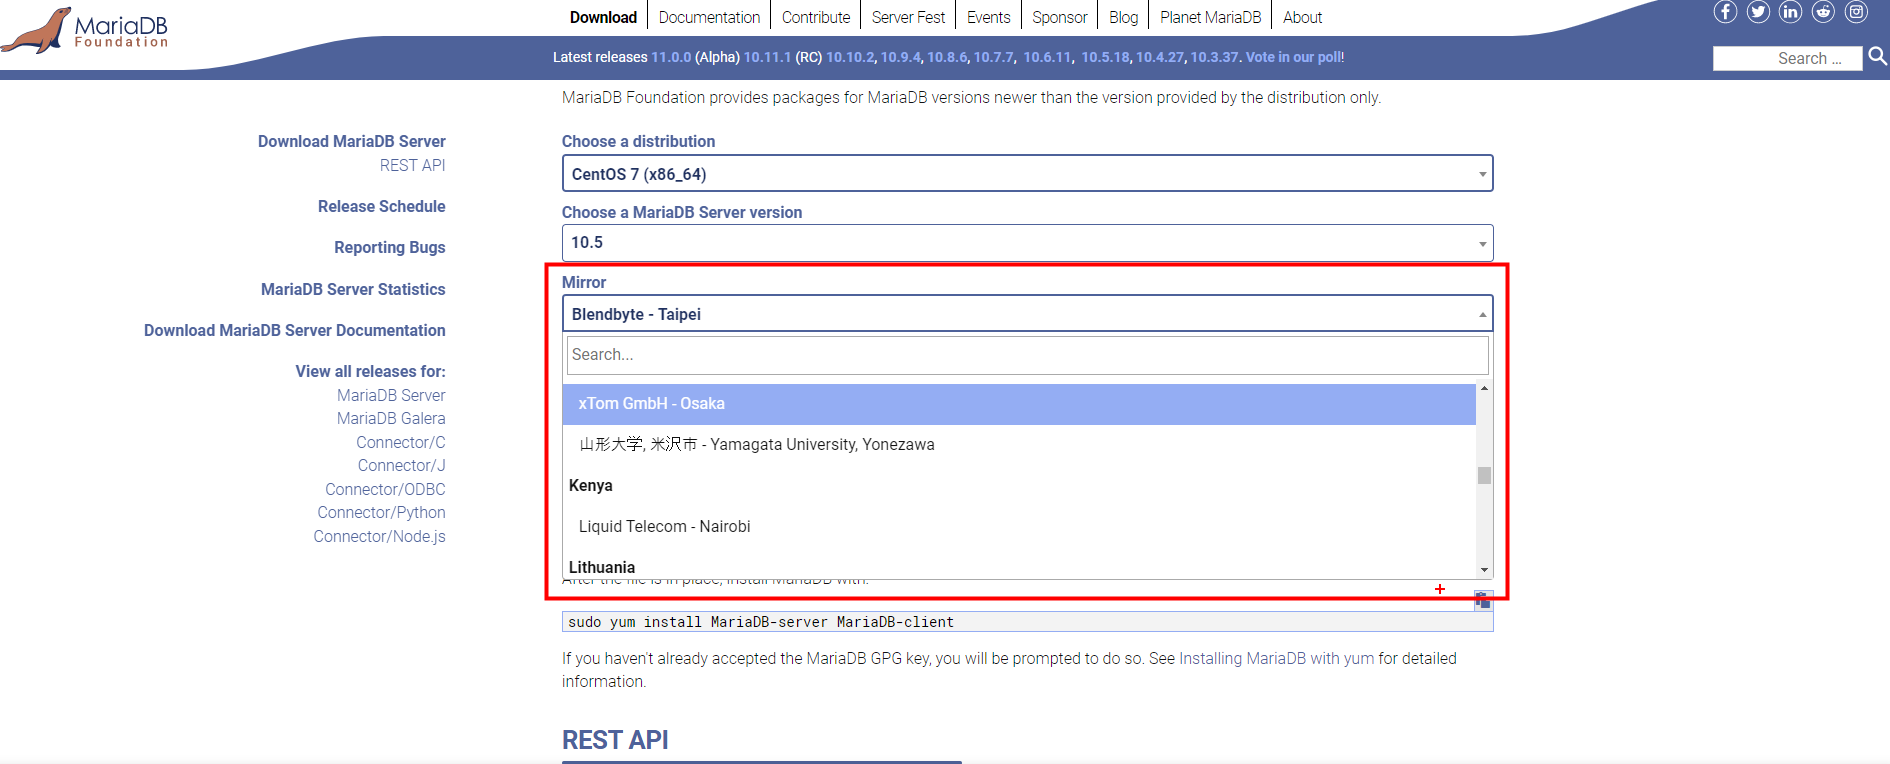 MariaDB
Foundation
Download
Documentation
Contribute
Server Fest
Events
Sponsor
Blog
Planet MariaDB
About
Latest releases 11.0.0 (Alpha) 10.11.1 (RC) 10.10.2, 10.9.4, 10.8.6, 10.7.7, 10.6.11, 10.5.18, 10.4.27, 10.3.37. Vote in our poll!
Search ...
MariaDB Foundation provides packages for MariaDB versions newer than the version provided by the distribution only.
Download MariaDB Server
REST API
Release Schedule
Reporting Bugs
MariaDB Server Statistics
Download MariaDB Server Documentation
View all releases for:
MariaDB Server
MariaDB Galera
Connector/C
Connector/J
Connector/ODBC
Connector/Python
Connector/Node.js
Choose a distribution
CentOS 7 (x86_64)
Choose a MariaDB Server version
10.5
Mirror
Blendbyte - Taipei
Search...
xTom GmbH - Osaka
山形大学, 米沢市 - Yamagata University, Yonezawa
Kenya
Liquid Telecom - Nairobi
Lithuania
After the file is in place, install MariaDB with:
sudo yum install MariaDB-server MariaDB-client
If you haven't already accepted the MariaDB GPG key, you will be prompted to do so. See Installing MariaDB with yum for detailed
information.
REST API